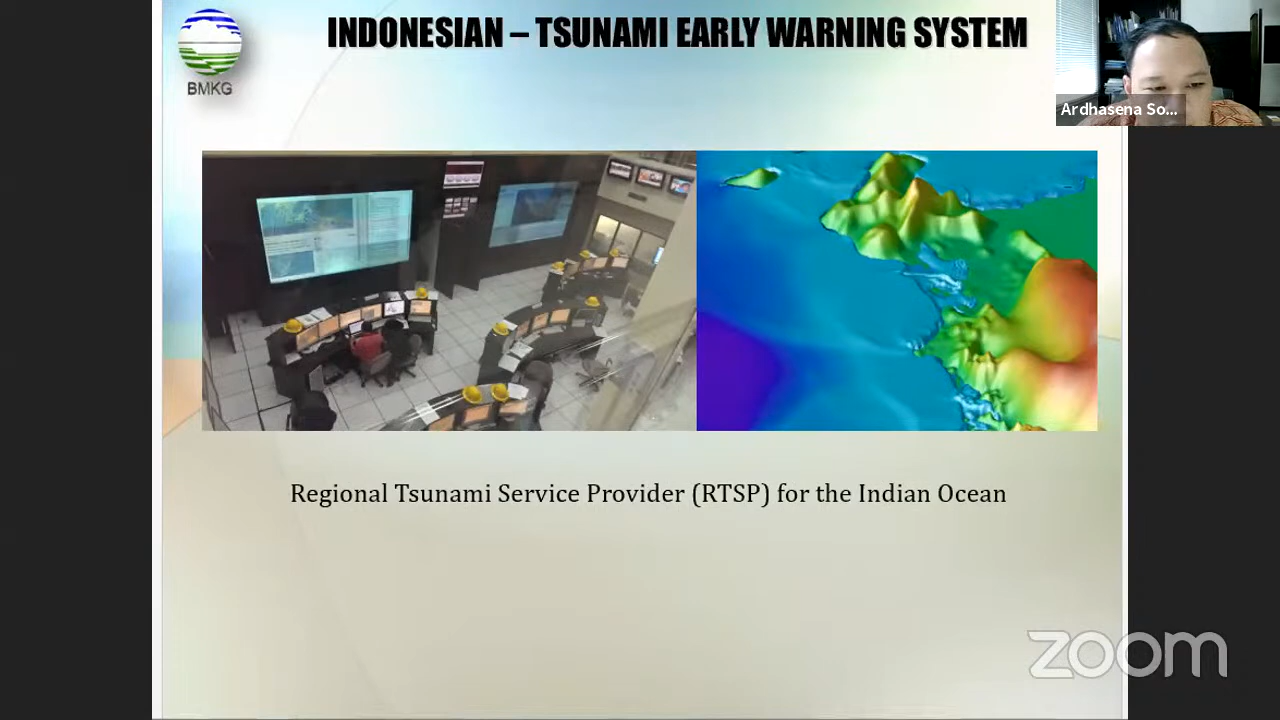 INDONESIAN – TSUNAMI EARLY WARNING SYSTEM
BMKG
Ardhasena So...
Regional Tsunami Service Provider (RTSP) for the Indian Ocean
zoom